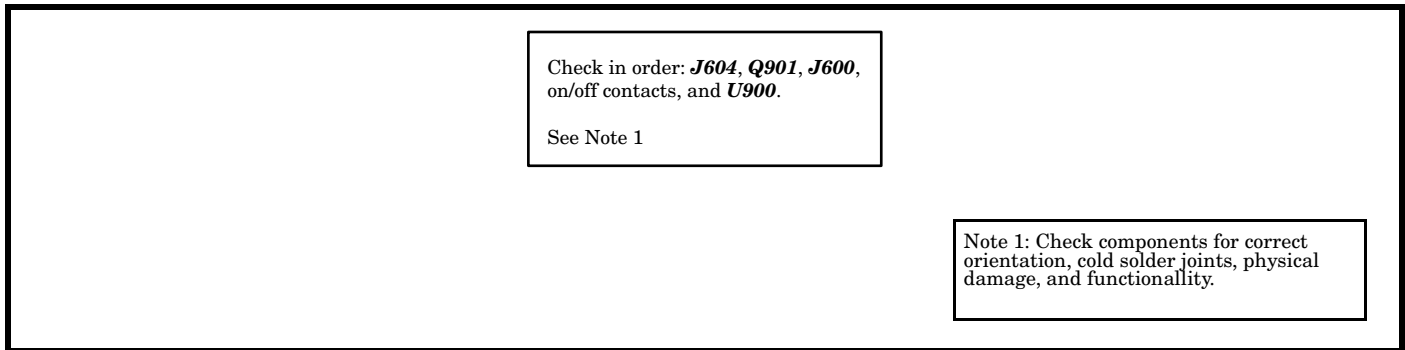 Check in order: J604, Q901, J600,
on/off contacts, and U900.
See Note 1
Note 1: Check components for correct
orientation, cold solder joints, physical
damage, and functionallity.